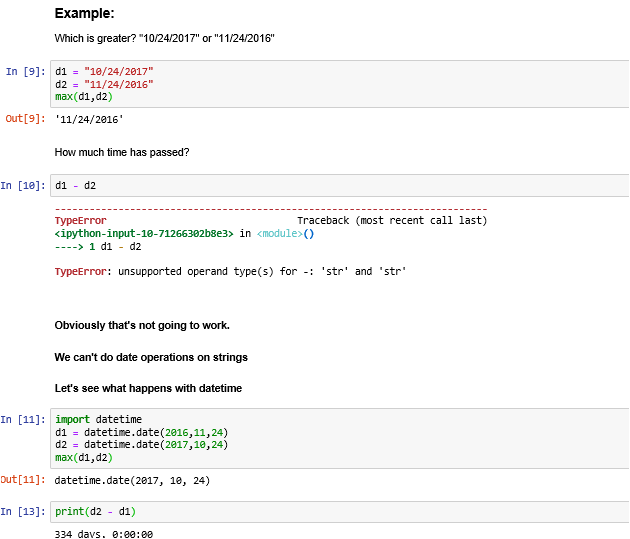 Example:
Which is greater? "10/24/2017" or "11/24/2016"
In [9]: d1 = "10/24/2017"
d2 = "11/24/2016"
max(d1,d2)
Out[9]: '11/24/2016'
How much time has passed?
In [10]: d1 - d2
---------------------------------------------------------------------------
TypeError Traceback (most recent call last)
<ipython-input-10-71266302b8e3> in <module>()
----> 1 d1 - d2
TypeError: unsupported operand type(s) for -: 'str' and 'str'
Obviously that's not going to work.
We can't do date operations on strings
Let's see what happens with datetime
In [11]: import datetime
d1 = datetime.date(2016,11,24)
d2 = datetime.date(2017,10,24)
max(d1,d2)
Out[11]: datetime.date(2017, 10, 24)
In [13]: print(d2 - d1)
334 days, 0:00:00